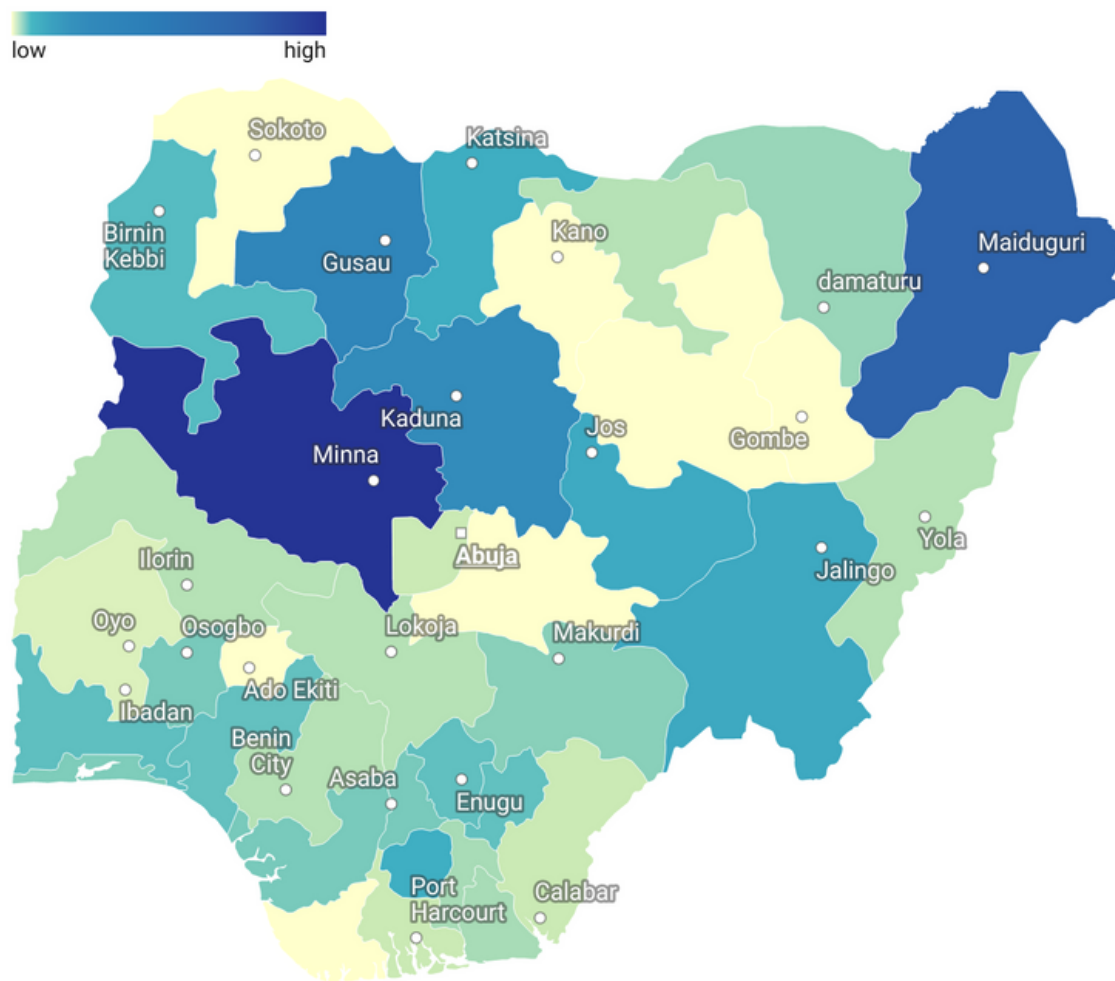 low high
Sokoto
Katsina
Birnin
Kebbi
Gusau
Kano
Maiduguri
damaturu
Kaduna
Jos
Gombe
Minna
Abuja
Yola
Ilorin
Jalingo
Oyo
Osogbo
Lokoja
Makurdi
Ado Ekiti
Ibadan
Benin
City
Asaba
Enugu
Port
Harcourt
Calabar